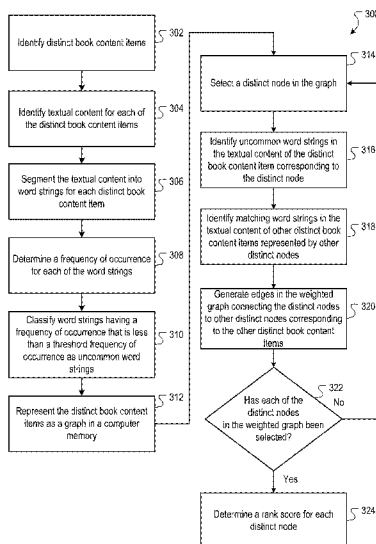 300
302
Identify distinct book content items
304
Identify textual content for each of
the distinct book content items
306
Segment the textual content into
word strings for each distinct book
content item
308
Determine a frequency of occurrence
for each of the word strings
310
Classify word strings having a
frequency of occurrence that is less
than a threshold frequency of
occurrence as uncommon word
strings
312
Represent the distinct book content
items as a graph in a computer
memory
314
Select a distinct node in the graph
316
Identify uncommon word strings in
the textual content of the distinct
book content item corresponding to
the distinct node
318
Identify matching word strings in the
textual content of other distinct book
content items represented by other
distinct nodes
320
Generate edges in the weighted
graph connecting the distinct nodes
to other distinct nodes corresponding
to the other distinct book content
items
322
Has each of the
distinct nodes
in the weighted graph been
selected?
No
Yes
324
Determine a rank score for each
distinct node